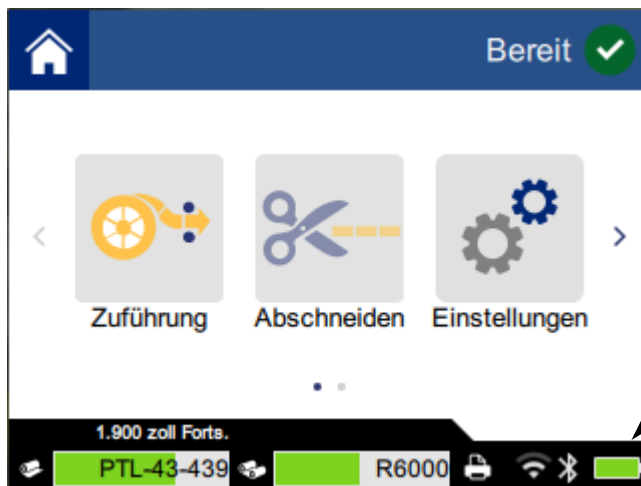 Bereit
Zuführung Abschneiden Einstellungen
1.900 zoll Forts.
PTL-43-439 R6000